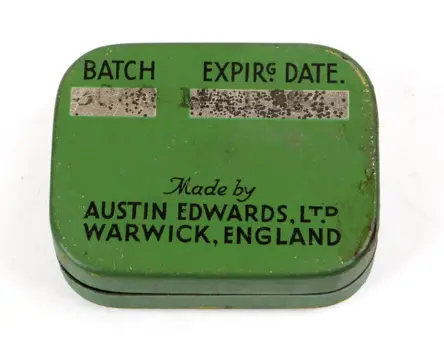 BATCH EXPIRG DATE.
Made by
AUSTIN EDWARDS, LTD
WARWICK, ENGLAND